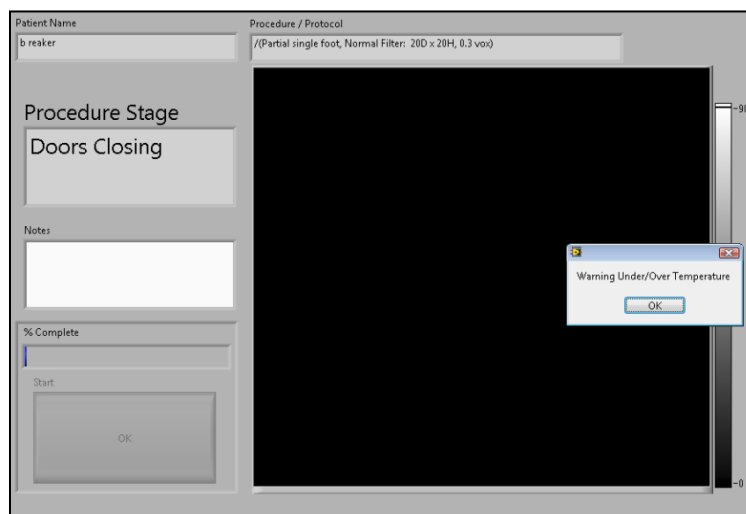 Patient Name
b reaker
Procedure / Protocol
/(Partial single foot, Normal Filter:  20D x 20H, 0.3 vox)
Procedure Stage
Doors Closing
Notes
% Complete
Start
OK
Warning Under/Over Temperature
OK
-90
-0